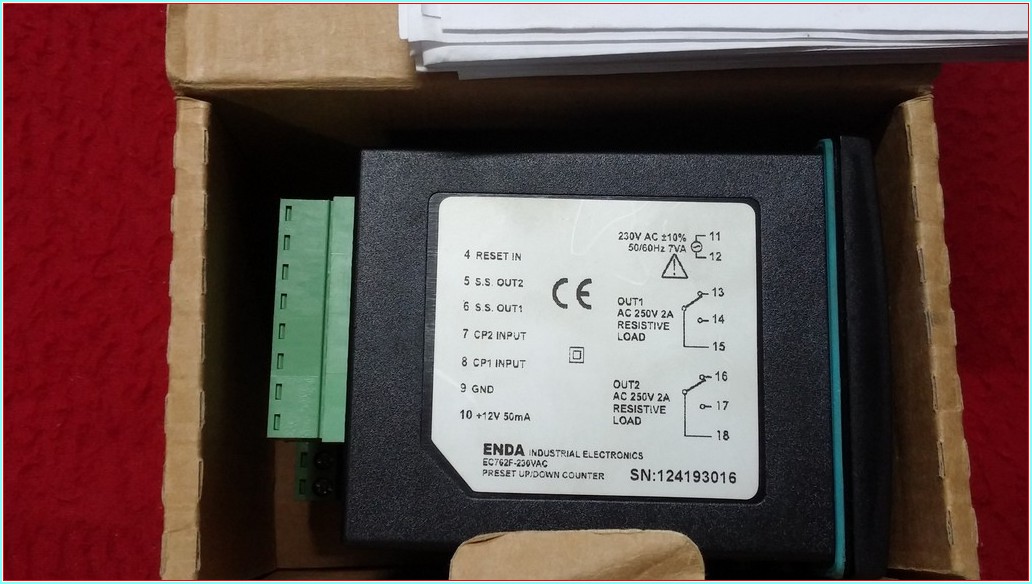 4 RESET IN
5 S.S. OUT2
6 S.S. OUT1
7 CP2 INPUT
8 CP1 INPUT
9 GND
10 +12V 50mA
CE
230V AC ±10%
50/60Hz 7VA
11
12
OUT1
AC 250V 2A
RESISTIVE
LOAD
13
14
15
OUT2
AC 250V 2A
RESISTIVE
LOAD
16
17
18
ENDA INDUSTRIAL ELECTRONICS
EC762F-230VAC
PRESET UP/DOWN COUNTER
SN:124193016